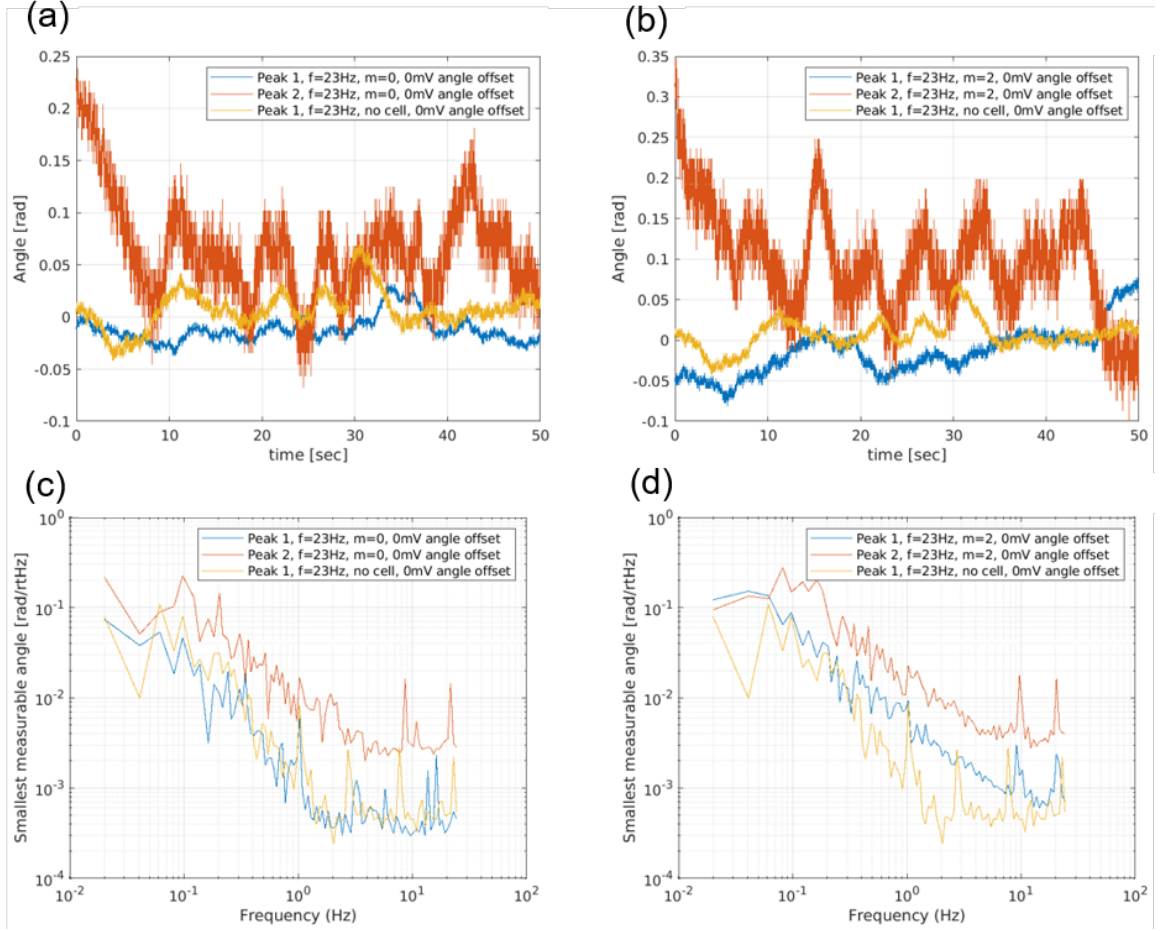 (a)
0.25
0.2
0.15
0.1
0.05
0
-0.05
-0.1
Angle [rad]
Peak 1, f=23Hz, m=0, 0mV angle offset
Peak 2, f=23Hz, m=0, 0mV angle offset
Peak 1, f=23Hz, no cell, 0mV angle offset
0 10 20 30 40 50
time [sec]
(b)
0.35
0.3
0.25
0.2
0.15
0.1
0.05
0
-0.05
-0.1
Angle [rad]
Peak 1, f=23Hz, m=2, 0mV angle offset
Peak 2, f=23Hz, m=2, 0mV angle offset
Peak 1, f=23Hz, no cell, 0mV angle offset
0 10 20 30 40 50
time [sec]
(c)
10^0
10^-1
10^-2
10^-3
10^-4
Smallest measurable angle [rad/rtHz]
Peak 1, f=23Hz, m=0, 0mV angle offset
Peak 2, f=23Hz, m=0, 0mV angle offset
Peak 1, f=23Hz, no cell, 0mV angle offset
10^-2 10^-1 10^0 10^1 10^2
Frequency (Hz)
(d)
10^0
10^-1
10^-2
10^-3
10^-4
Smallest measurable angle [rad/rtHz]
Peak 1, f=23Hz, m=2, 0mV angle offset
Peak 2, f=23Hz, m=2, 0mV angle offset
Peak 1, f=23Hz, no cell, 0mV angle offset
10^-2 10^-1 10^0 10^1 10^2
Frequency (Hz)